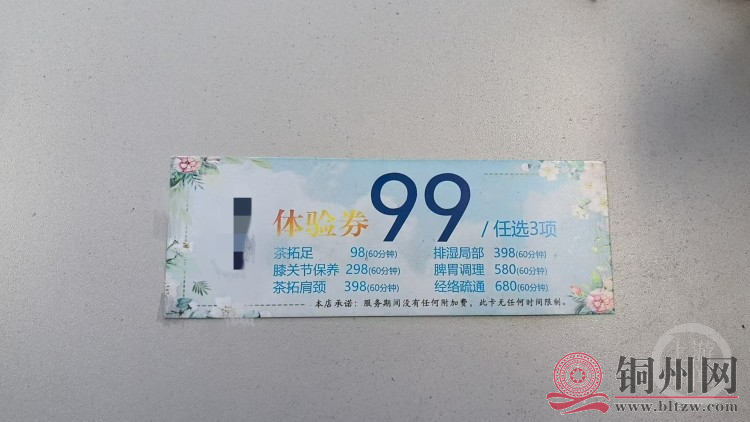 体验券 99 / 任选3项
茶拓足 98(60分钟) 排湿局部 398(60分钟)
膝关节保养 298(60分钟) 脾胃调理 580(60分钟)
茶拓肩颈 398(60分钟) 经络疏通 680(60分钟)
本店承诺：服务期间没有任何附加费，此卡无任何时间限制。
铜州网
www.bltzw.com